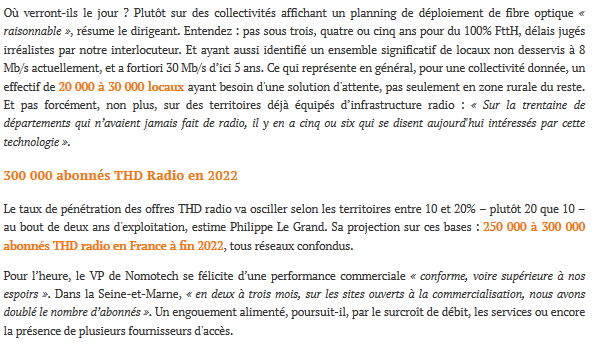 Où verront-ils le jour ? Plutôt sur des collectivités affichant un planning de déploiement de fibre optique «
raisonnable », résume le dirigeant. Entendez : pas sous trois, quatre ou cinq ans pour du 100% FttH, délais jugés
irréalistes par notre interlocuteur. Et ayant aussi identifié un ensemble significatif de locaux non desservis à 8
Mb/s actuellement, et a fortiori 30 Mb/s d'ici 5 ans. Ce qui représente en général, pour une collectivité donnée, un
effectif de 20 000 à 30 000 locaux ayant besoin d'une solution d'attente, pas seulement en zone rurale du reste.
Et pas forcément, non plus, sur des territoires déjà équipés d'infrastructure radio : « Sur la trentaine de
départements qui n'avaient jamais fait de radio, il y en a cinq ou six qui se disent aujourd'hui intéressés par cette
technologie ».
300 000 abonnés THD Radio en 2022
Le taux de pénétration des offres THD radio va osciller selon les territoires entre 10 et 20% – plutôt 20 que 10 –
au bout de deux ans d'exploitation, estime Philippe Le Grand. Sa projection sur ces bases : 250 000 à 300 000
abonnés THD radio en France à fin 2022, tous réseaux confondus.
Pour l'heure, le VP de Nomotech se félicite d'une performance commerciale « conforme, voire supérieure à nos
espoirs ». Dans la Seine-et-Marne, « en deux à trois mois, sur les sites ouverts à la commercialisation, nous avons
doublé le nombre d'abonnés ». Un engouement alimenté, poursuit-il, par le surcroît de débit, les services ou encore
la présence de plusieurs fournisseurs d'accès.